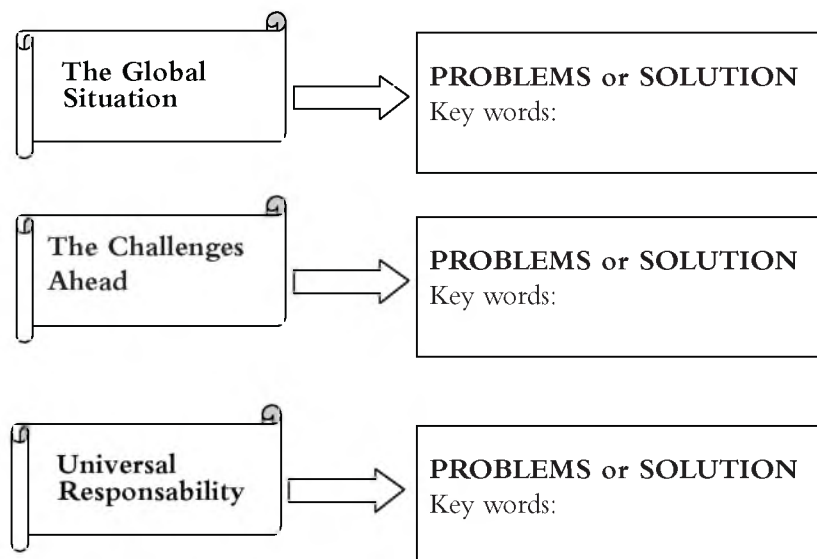 The Global
Situation
PROBLEMS or SOLUTION
Key words:
The Challenges
Ahead
PROBLEMS or SOLUTION
Key words:
Universal
Responsability
PROBLEMS or SOLUTION
Key words: